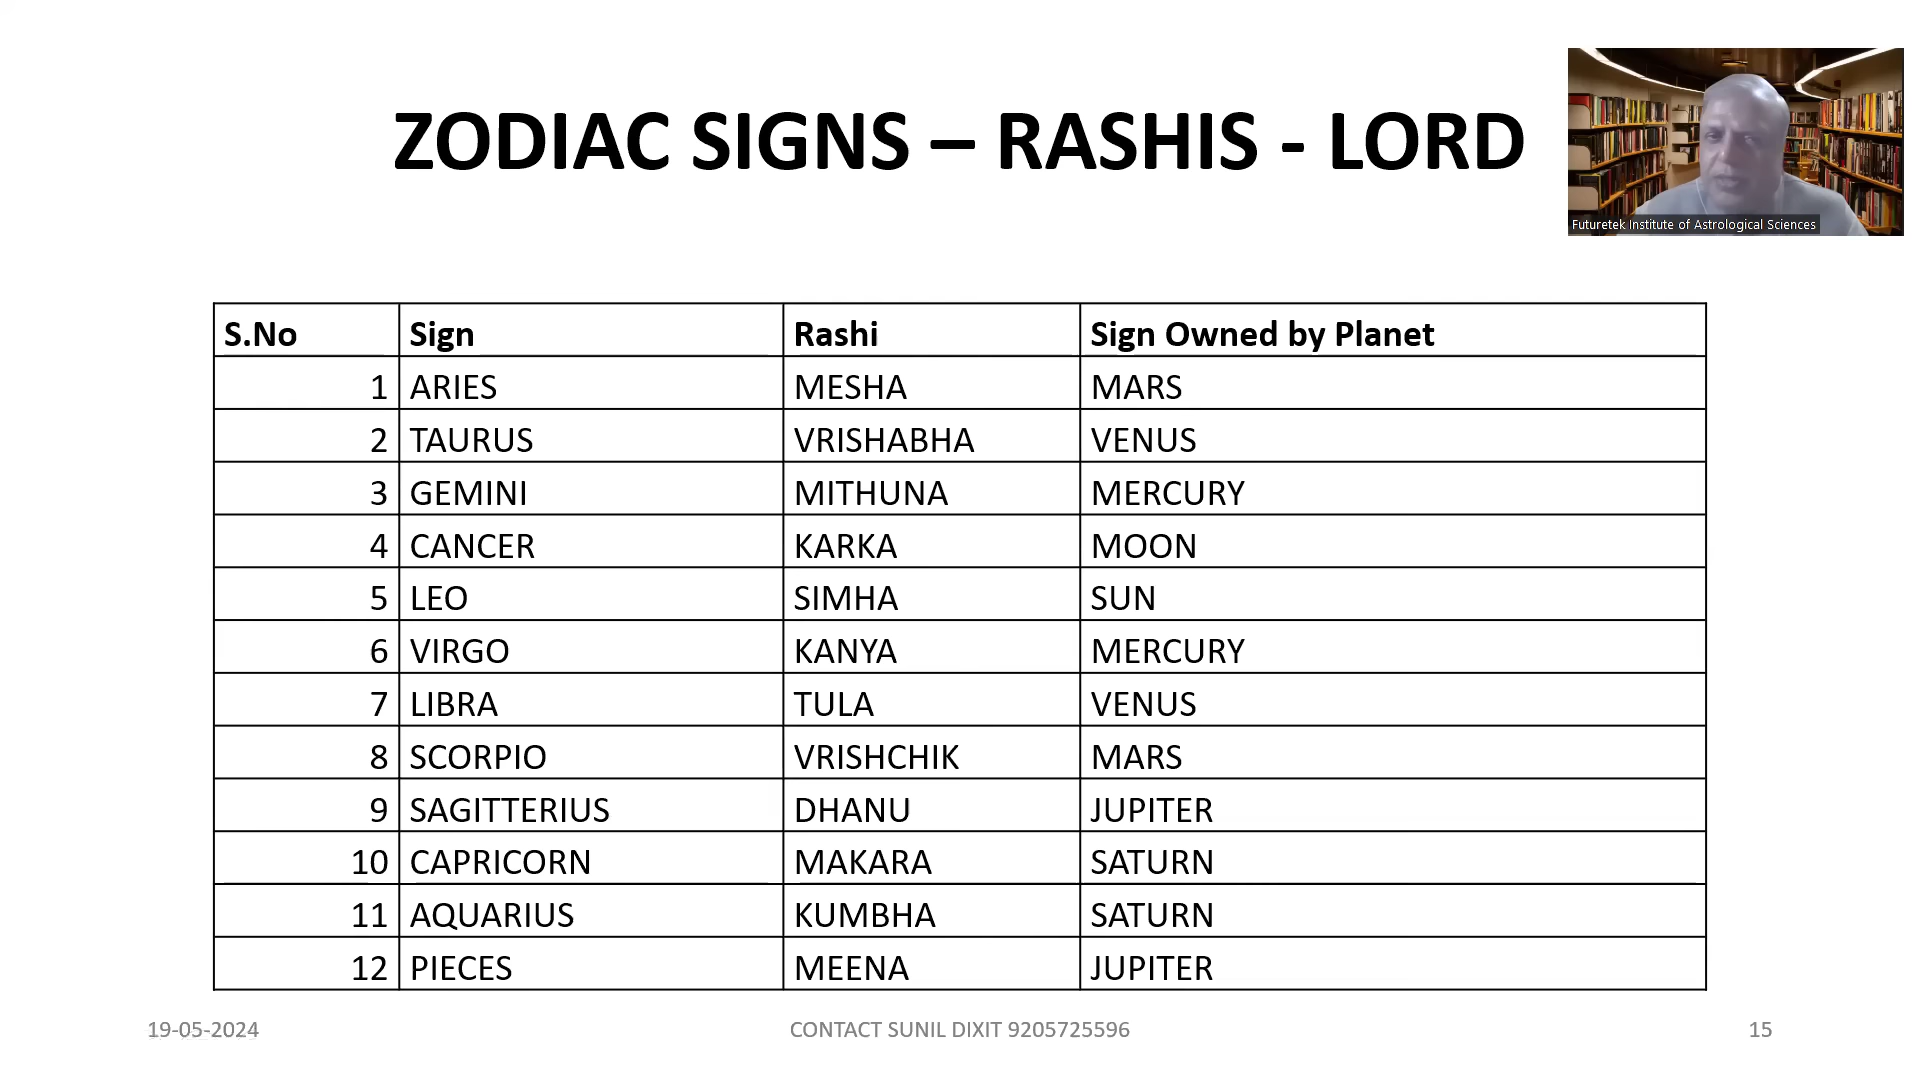 ZODIAC SIGNS – RASHIS - LORD
Futuretek Institute of Astrological Sciences
S.No Sign Rashi Sign Owned by Planet
1 ARIES MESHA MARS
2 TAURUS VRISHABHA VENUS
3 GEMINI MITHUNA MERCURY
4 CANCER KARKA MOON
5 LEO SIMHA SUN
6 VIRGO KANYA MERCURY
7 LIBRA TULA VENUS
8 SCORPIO VRISHCHIK MARS
9 SAGITTERIUS DHANU JUPITER
10 CAPRICORN MAKARA SATURN
11 AQUARIUS KUMBHA SATURN
12 PIECES MEENA JUPITER
19-05-2024 CONTACT SUNIL DIXIT 9205725596 15